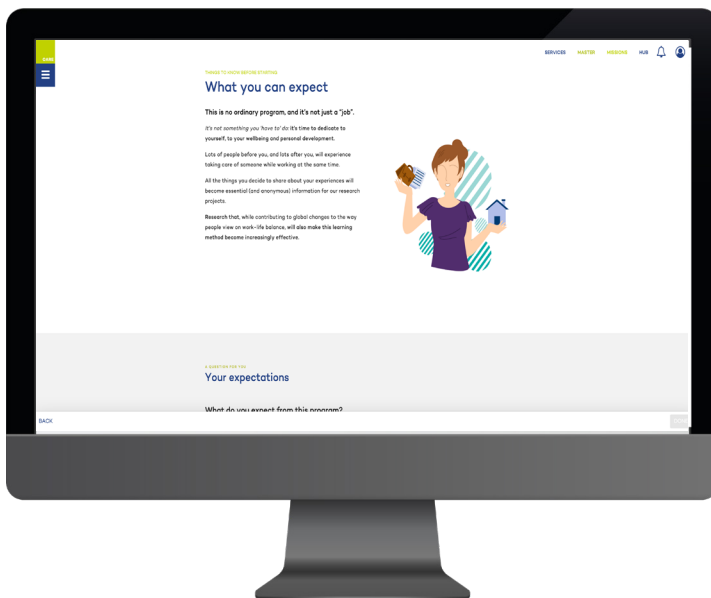 CARE
SERVICES
MASTER
MISSIONS
HUB
THINGS TO KNOW BEFORE STARTING
What you can expect
This is no ordinary program, and it's not just a "job".
It's not something you 'have to' do: it's time to dedicate to
yourself, to your wellbeing and personal development.
Lots of people before you, and lots after you, will experience
taking care of someone while working at the same time.
All the things you decide to share about your experiences will
become essential (and anonymous) information for our research
projects.
Research that, while contributing to global changes to the way
people view on work-life balance, will also make this learning
method become increasingly effective.
A QUESTION FOR YOU
Your expectations
What do you expect from this program?
BACK